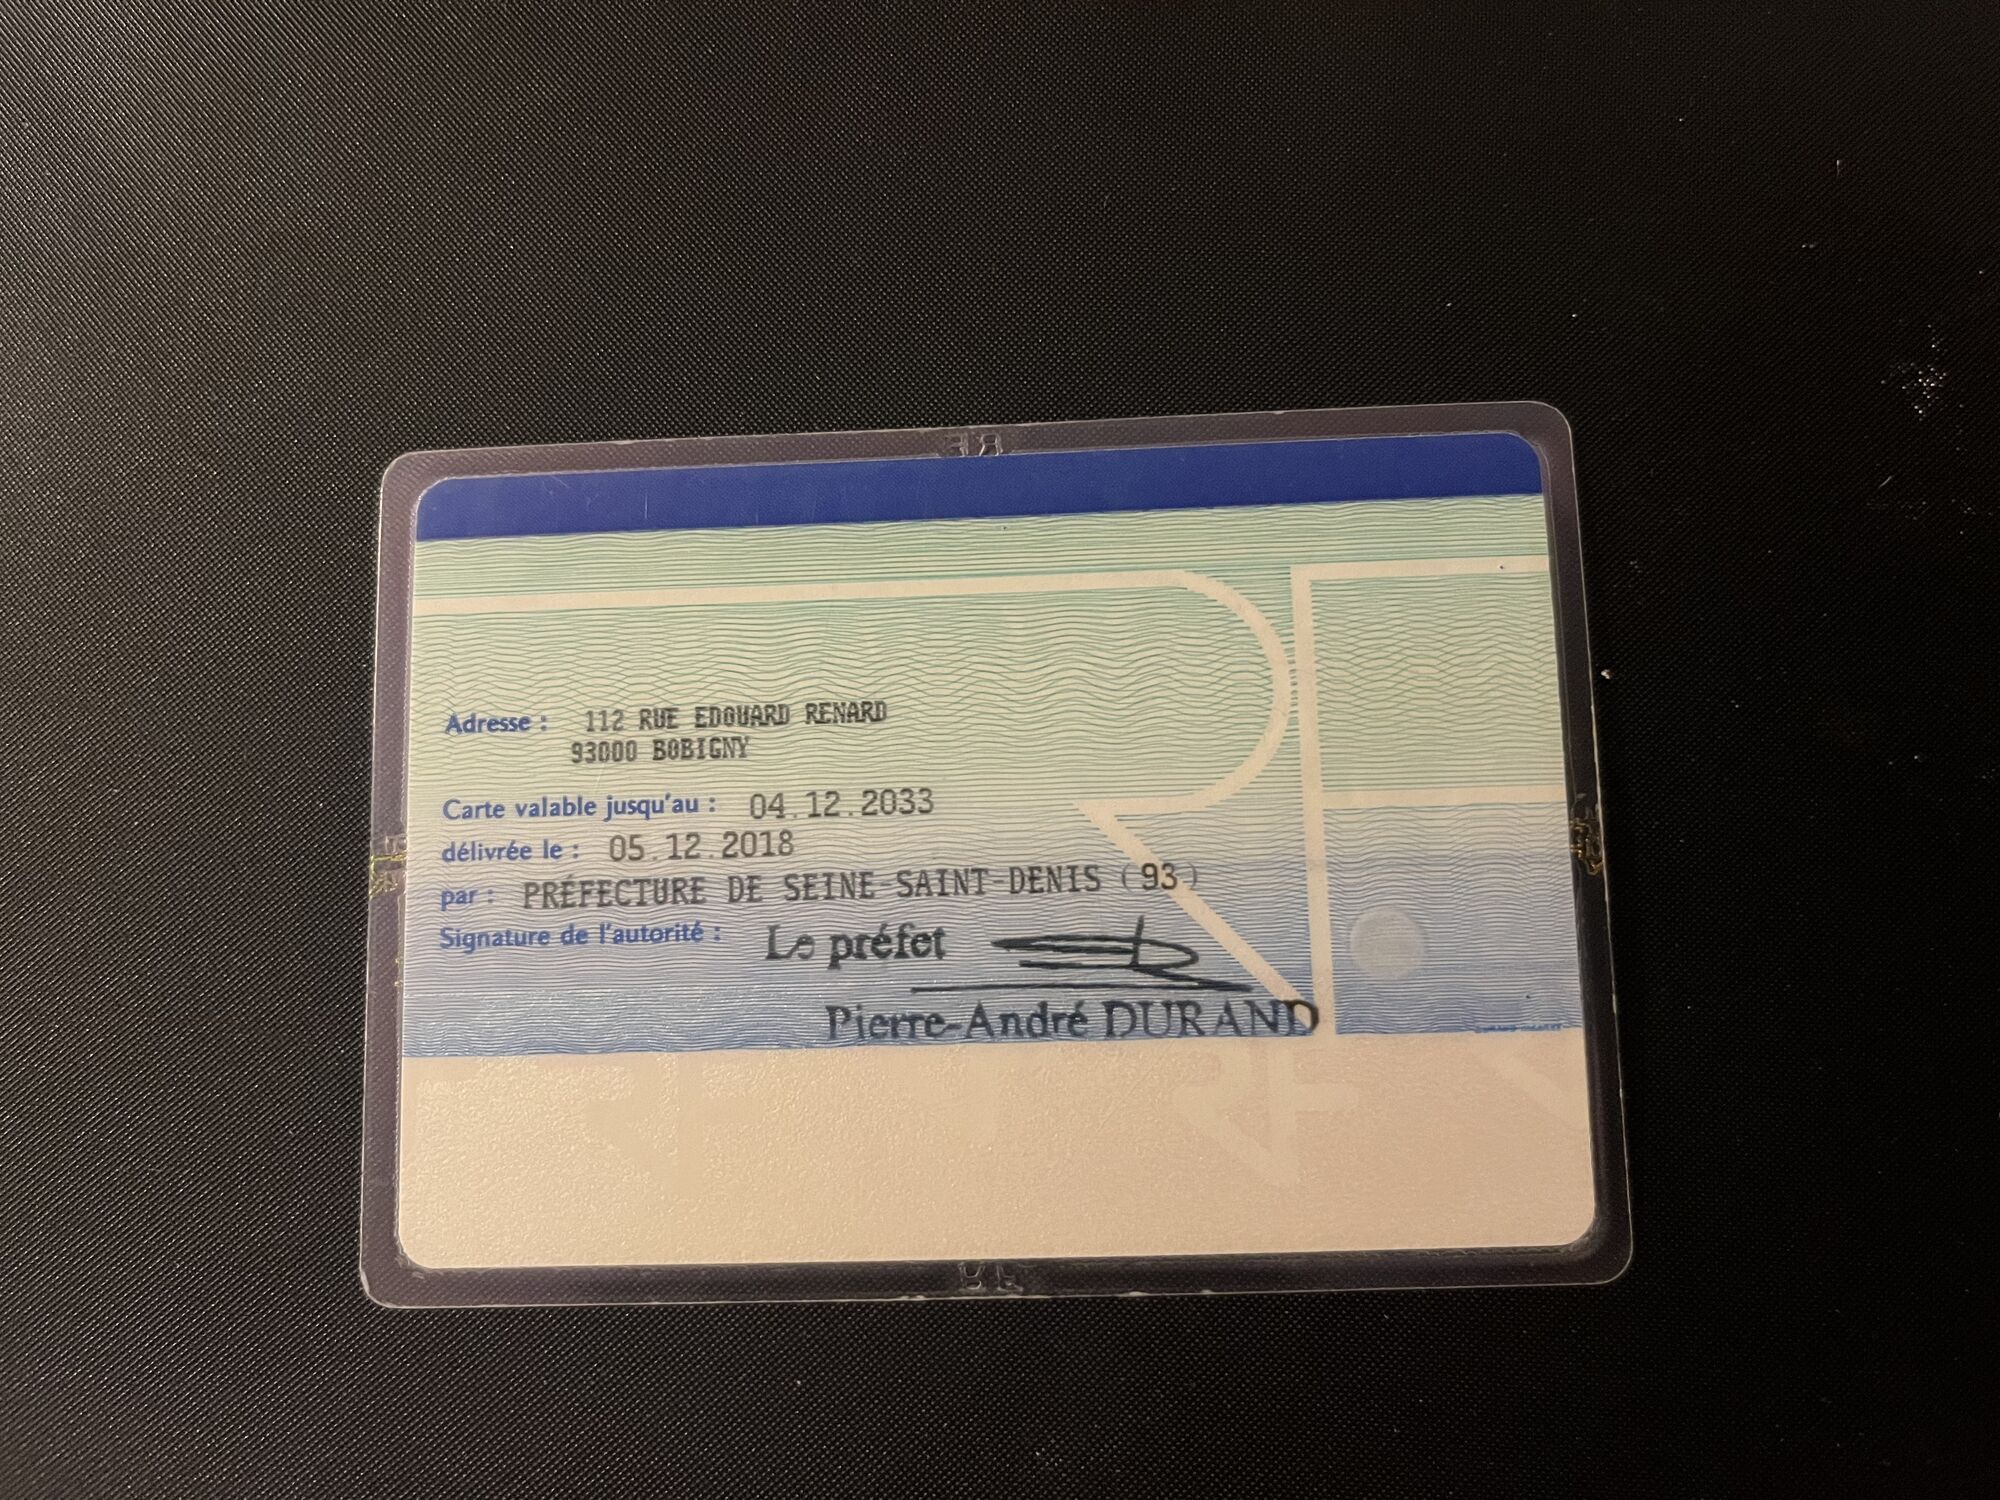 Adresse : 112 RUE EDOUARD RENARD
93000 BOBIGNY
Carte valable jusqu'au : 04.12.2033
délivrée le : 05.12.2018
par : PRÉFECTURE DE SEINE-SAINT-DENIS (93)
Signature de l'autorité : Le préfet
Pierre-André DURAND
RF